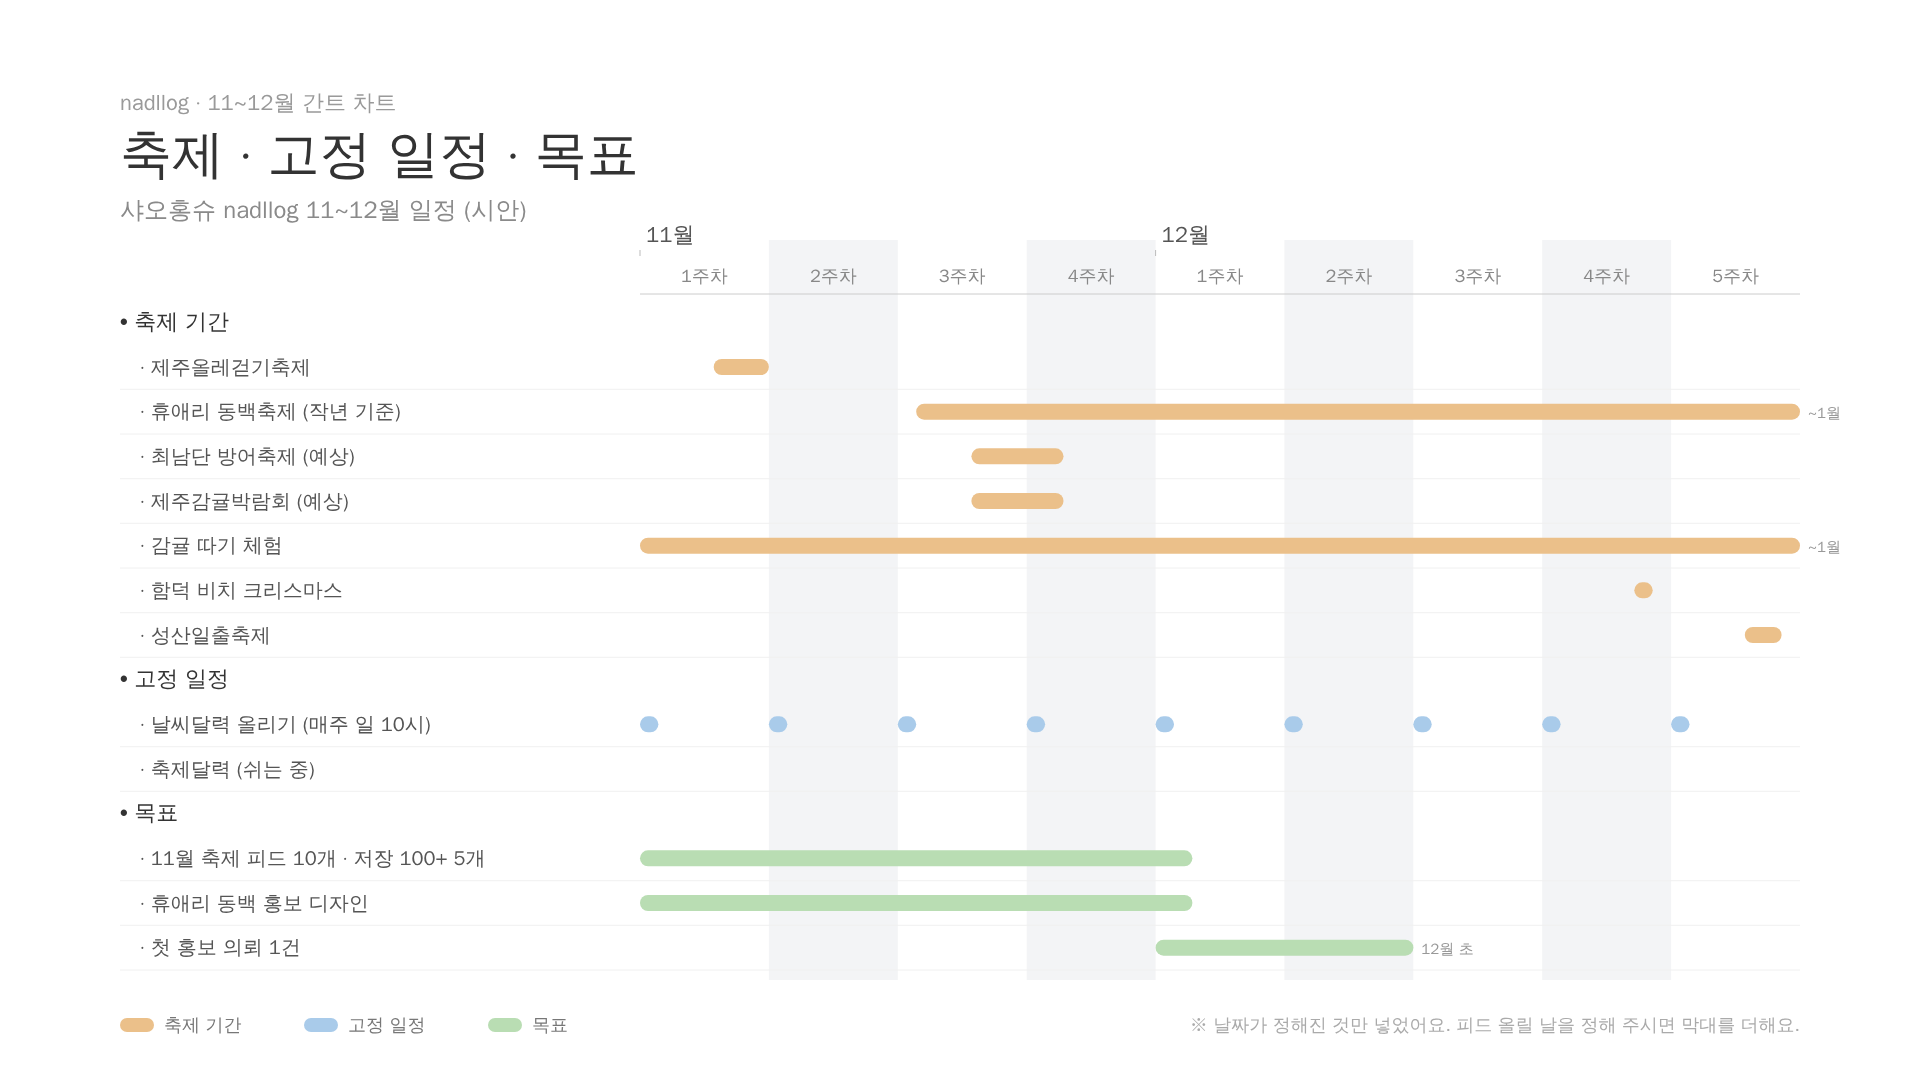 nadllog · 11~12월 간트 차트
축제 · 고정 일정 · 목표
샤오홍슈 nadllog 11~12월 일정 (시안)
11월 12월
1주차 2주차 3주차 4주차 1주차 2주차 3주차 4주차 5주차
• 축제 기간
· 제주올레걷기축제
· 휴애리 동백축제 (작년 기준) ~1월
· 최남단 방어축제 (예상)
· 제주감귤박람회 (예상)
· 감귤 따기 체험 ~1월
· 함덕 비치 크리스마스
· 성산일출축제
• 고정 일정
· 날씨달력 올리기 (매주 일 10시)
· 축제달력 (쉬는 중)
• 목표
· 11월 축제 피드 10개 · 저장 100+ 5개
· 휴애리 동백 홍보 디자인
· 첫 홍보 의뢰 1건 12월 초
축제 기간 고정 일정 목표
※ 날짜가 정해진 것만 넣었어요. 피드 올릴 날을 정해 주시면 막대를 더해요.